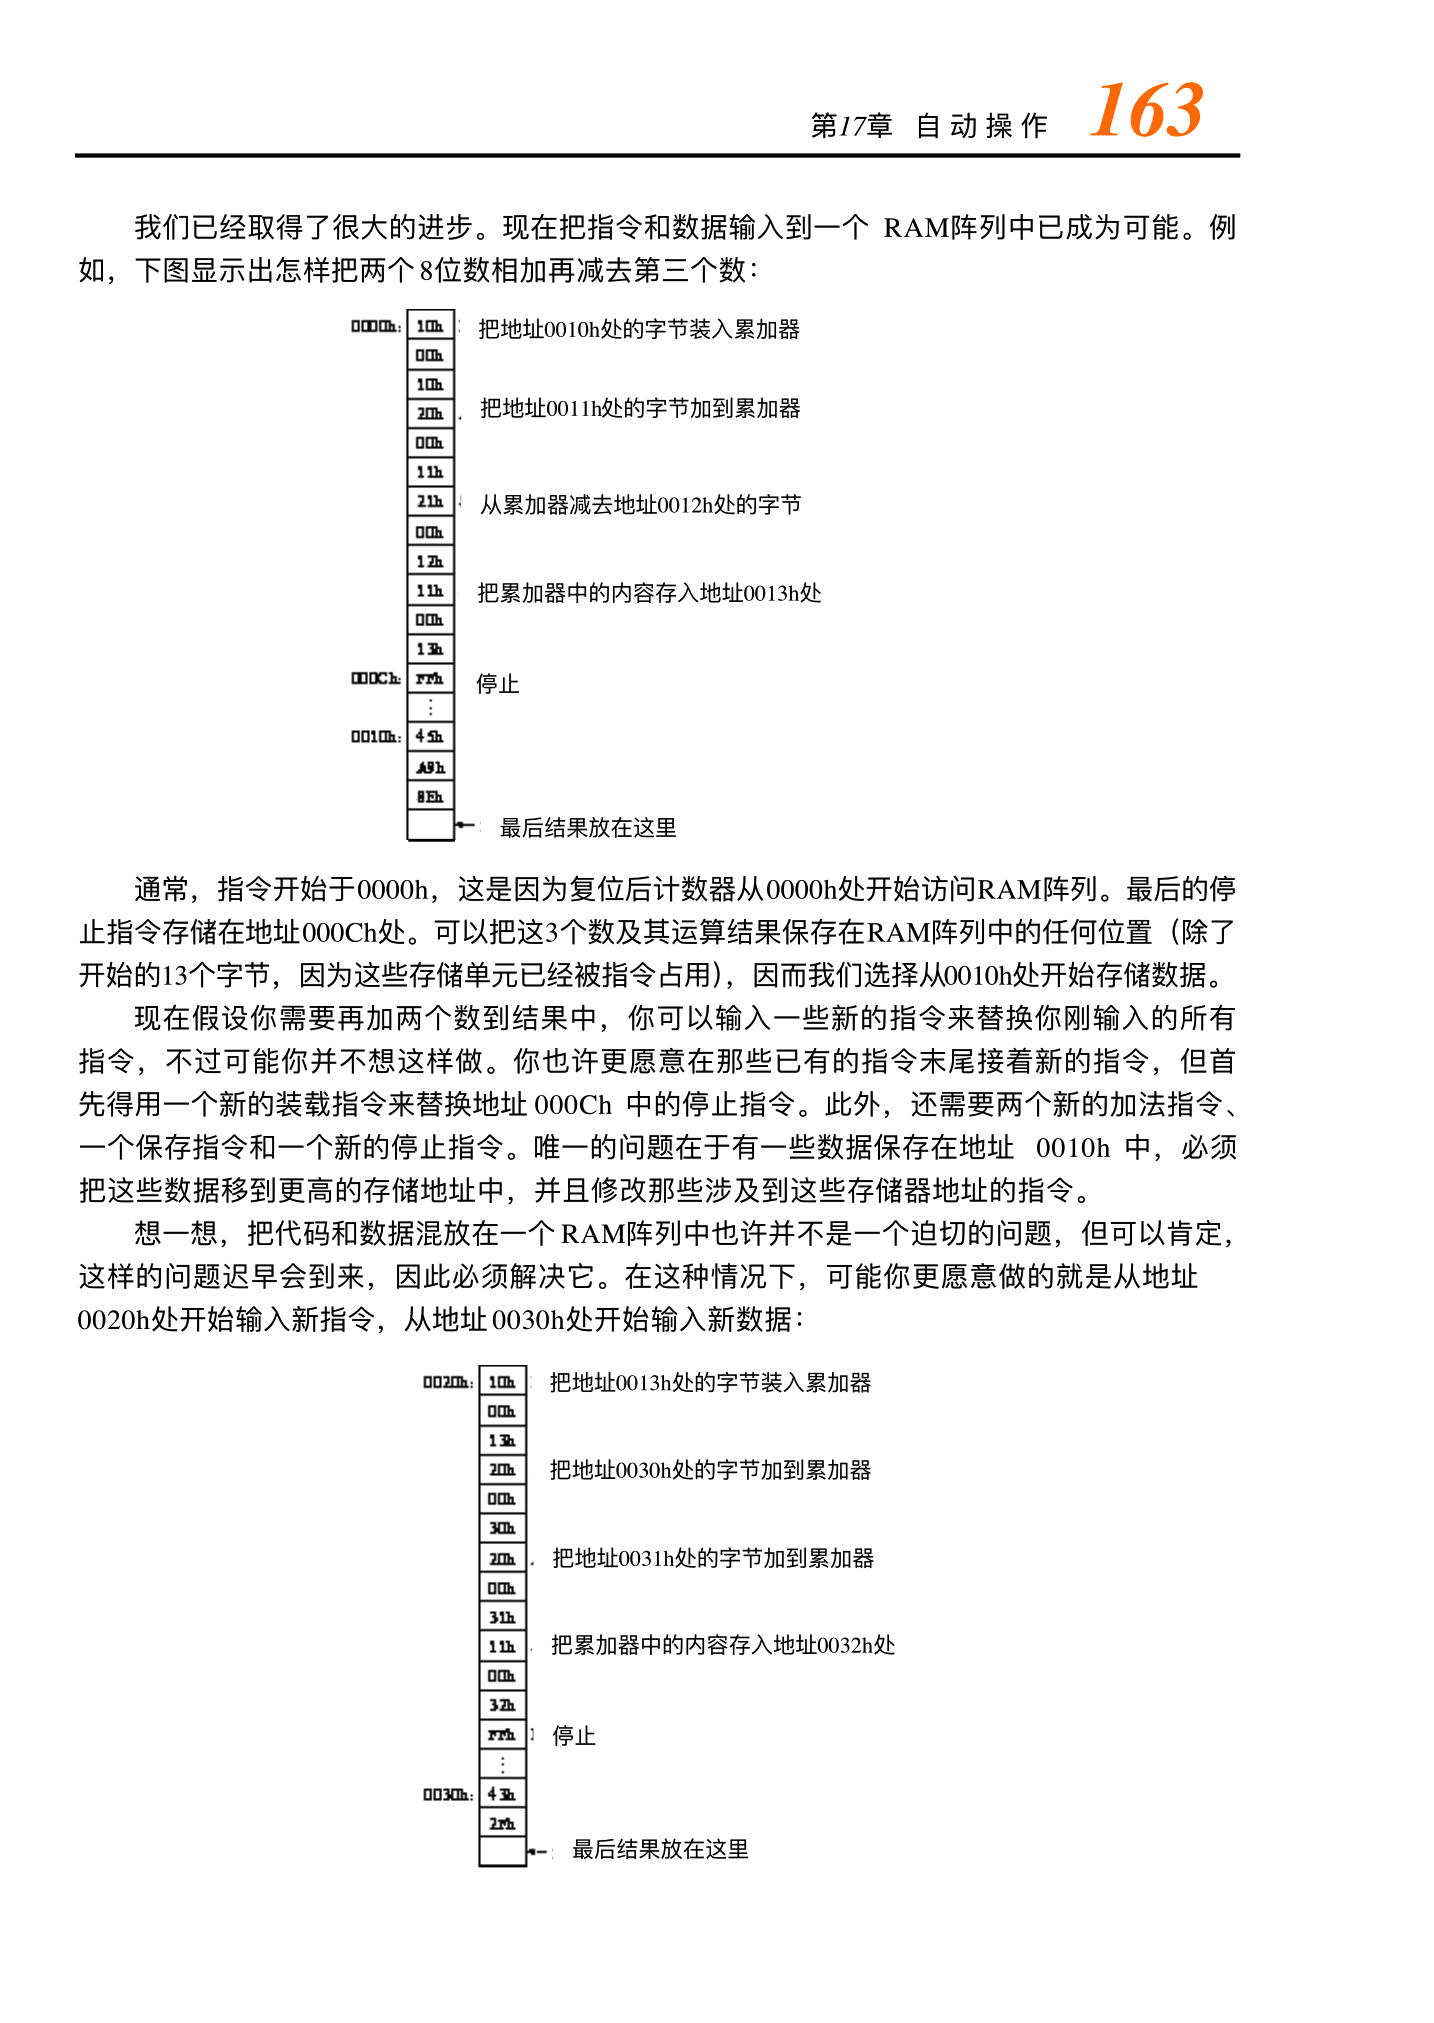 第17章 自动操作 163
我们已经取得了很大的进步。现在把指令和数据输入到一个 RAM阵列中已成为可能。例
如，下图显示出怎样把两个8位数相加再减去第三个数：
0000h: 10h 把地址0010h处的字节装入累加器
00h
10h
20h 把地址0011h处的字节加到累加器
00h
11h
21h 从累加器减去地址0012h处的字节
00h
12h
11h 把累加器中的内容存入地址0013h处
00h
13h
000Ch: FFh 停止
⋮
0010h: 45h
A9h
8Eh
最后结果放在这里
通常，指令开始于0000h，这是因为复位后计数器从0000h处开始访问RAM阵列。最后的停
止指令存储在地址000Ch处。可以把这3个数及其运算结果保存在RAM阵列中的任何位置（除了
开始的13个字节，因为这些存储单元已经被指令占用），因而我们选择从0010h处开始存储数据。
现在假设你需要再加两个数到结果中，你可以输入一些新的指令来替换你刚输入的所有
指令，不过可能你并不想这样做。你也许更愿意在那些已有的指令末尾接着新的指令，但首
先得用一个新的装载指令来替换地址000Ch 中的停止指令。此外，还需要两个新的加法指令、
一个保存指令和一个新的停止指令。唯一的问题在于有一些数据保存在地址 0010h 中，必须
把这些数据移到更高的存储地址中，并且修改那些涉及到这些存储器地址的指令。
想一想，把代码和数据混放在一个RAM阵列中也许并不是一个迫切的问题，但可以肯定，
这样的问题迟早会到来，因此必须解决它。在这种情况下，可能你更愿意做的就是从地址
0020h处开始输入新指令，从地址0030h处开始输入新数据：
0020h: 10h 把地址0013h处的字节装入累加器
00h
13h
20h 把地址0030h处的字节加到累加器
00h
30h
20h 把地址0031h处的字节加到累加器
00h
31h
11h 把累加器中的内容存入地址0032h处
00h
32h
FFh 停止
⋮
0030h: 43h
2Fh
最后结果放在这里